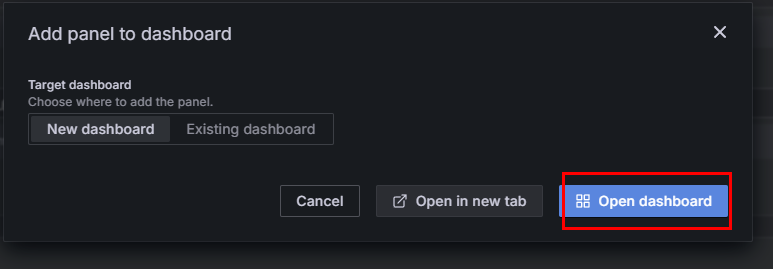 Add panel to dashboard
Target dashboard
Choose where to add the panel.
New dashboard Existing dashboard
Cancel Open in new tab Open dashboard